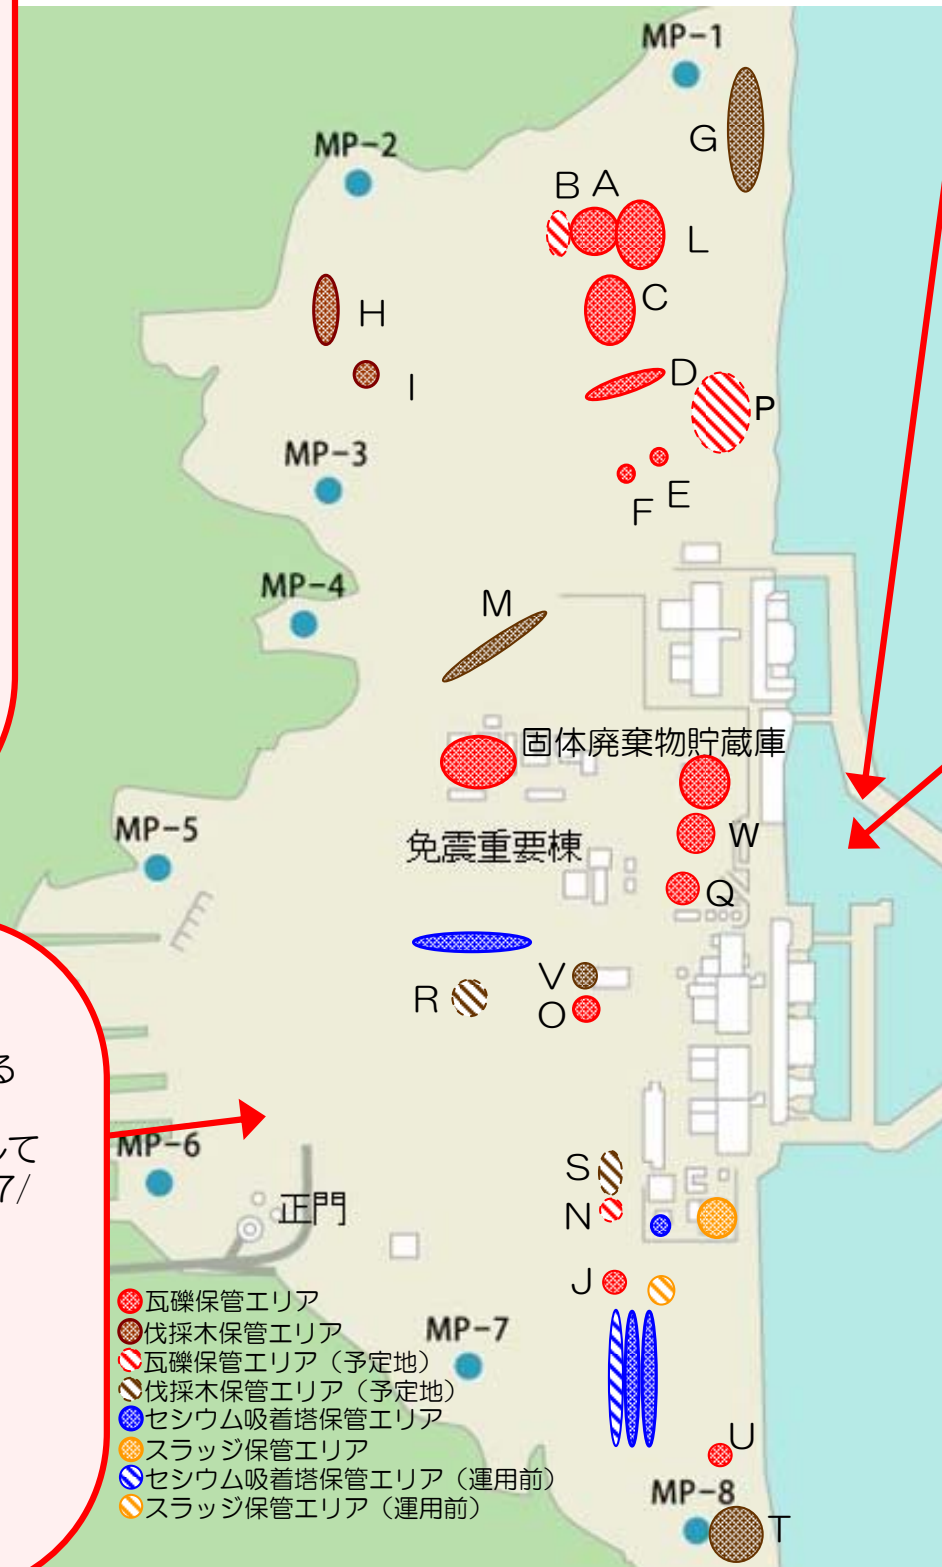 MP-1
G
MP-2
B A
L
H
C
I
D
P
MP-3
E
F
MP-4
M
固体廃棄物貯蔵庫
MP-5
W
免震重要棟
Q
V
R
O
る
して
7/
MP-6
S
正門
N
J
瓦礫保管エリア
伐採木保管エリア
MP-7
瓦礫保管エリア（予定地）
伐採木保管エリア（予定地）
セシウム吸着塔保管エリア
U
スラッジ保管エリア
セシウム吸着塔保管エリア（運用前）
MP-8
スラッジ保管エリア（運用前）
T